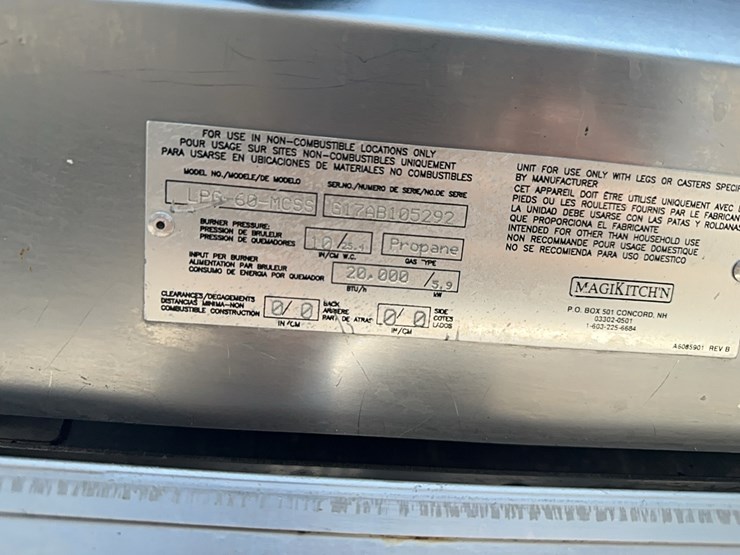 FOR USE IN NON-COMBUSTIBLE LOCATIONS ONLY
POUR USAGE SUR SITES NON-COMBUSTIBLES UNIQUEMENT
PARA USARSE EN UBICACIONES DE MATERIALES NO COMBUSTIBLES
MODEL NO./MODELE/DE MODELO SER.NO./NUMERO DE SERIE/NO.DE SERIE
LPG-60-MCSS G17AB105292
BURNER PRESSURE:
PRESSION DE BRULEUR
PRESSION DE QUEMADORES
10/25.4 Propane
IN/CM W.C. GAS TYPE
INPUT PER BURNER
ALIMENTATION PAR BRULEUR
CONSUMO DE ENERGIA POR QUEMADOR
20,000 /5.9
BTU/h kW
CLEARANCES/DEGAGEMENTS
DISTANCIAS MINIMA-NON
COMBUSTIBLE CONSTRUCTION
0/0
IN/CM
BACK
ARRIERE
PARTE DE ATRAS
0/0
IN/CM
SIDE
COTES
LADOS
UNIT FOR USE ONLY WITH LEGS OR CASTERS
BY MANUFACTURER
CET APPAREIL DOIT ÊTRE UTILISÉ UNIQUEMENT AVEC
PIEDS OU LES ROULETTES FOURNIS PAR LE
LA UNIDAD DEBE USARSE CON LAS PATAS Y
QUE PROPORCIONA EL FABRICANTE
INTENDED FOR OTHER THAN HOUSEHOLD USE
NON RECOMMANDE POUR USAGE DOMESTIQUE
NO SE RECOMIENDA PARA USO DOMESTICO
MAGIKITCH'N
P.O. BOX 501 CONCORD, NH
03302-0501
1-603-225-6684
A6085901 REV B